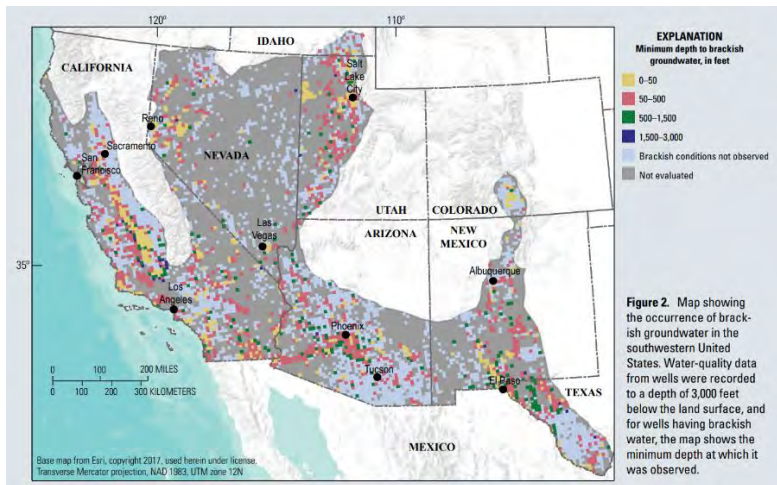 120°
110°
IDAHO
CALIFORNIA
Salt
Lake
City
Reno
Sacramento
San
Francisco
NEVADA
UTAH
COLORADO
ARIZONA
NEW
MEXICO
Las
Vegas
35°
Albuquerque
Los
Angeles
Phoenix
Tucson
El Paso
TEXAS
MEXICO
0 100 200 MILES
0 100 200 300 KILOMETERS
Base map from Esri, copyright 2017, used herein under license.
Transverse Mercator projection, NAD 1983, UTM zone 12N
EXPLANATION
Minimum depth to brackish
groundwater, in feet
0–50
50–500
500–1,500
1,500–3,000
Brackish conditions not observed
Not evaluated
Figure 2. Map showing
the occurrence of brack-
ish groundwater in the
southwestern United
States. Water-quality data
from wells were recorded
to a depth of 3,000 feet
below the land surface, and
for wells having brackish
water, the map shows the
minimum depth at which it
was observed.